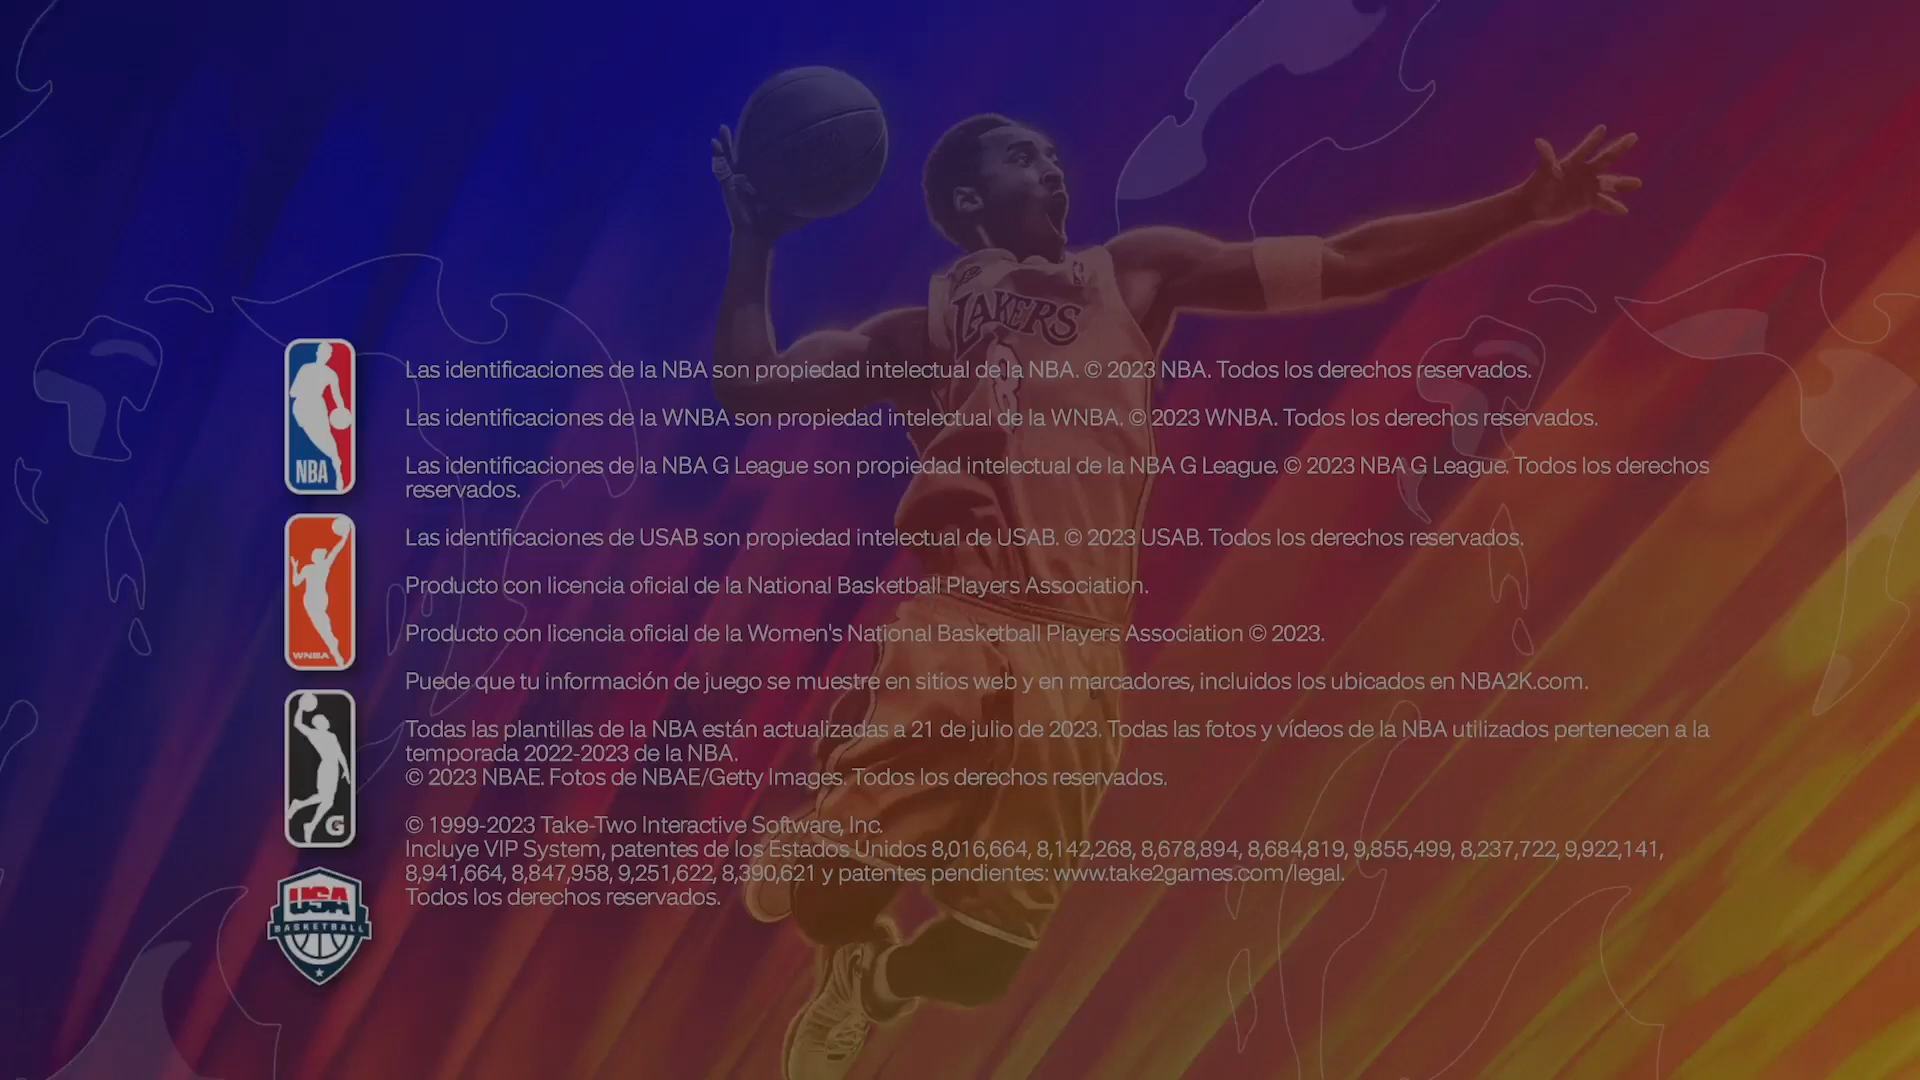 LAKERS
8
Las identificaciones de la NBA son propiedad intelectual de la NBA. © 2023 NBA. Todos los derechos reservados.
Las identificaciones de la WNBA son propiedad intelectual de la WNBA. © 2023 WNBA. Todos los derechos reservados.
Las identificaciones de la NBA G League son propiedad intelectual de la NBA G League. © 2023 NBA G League. Todos los derechos
reservados.
NBA
Las identificaciones de USAB son propiedad intelectual de USAB. © 2023 USAB. Todos los derechos reservados.
Producto con licencia oficial de la National Basketball Players Association.
Producto con licencia oficial de la Women's National Basketball Players Association © 2023.
WNBA
Puede que tu información de juego se muestre en sitios web y en marcadores, incluidos los ubicados en NBA2K.com.
Todas las plantillas de la NBA están actualizadas a 21 de julio de 2023. Todas las fotos y vídeos de la NBA utilizados pertenecen a la
temporada 2022-2023 de la NBA.
© 2023 NBAE. Fotos de NBAE/Getty Images. Todos los derechos reservados.
G
© 1999-2023 Take-Two Interactive Software, Inc.
Incluye VIP System, patentes de los Estados Unidos 8,016,664, 8,142,268, 8,678,894, 8,684,819, 9,855,499, 8,237,722, 9,922,141,
8,941,664, 8,847,958, 9,251,622, 8,390,621 y patentes pendientes: www.take2games.com/legal.
Todos los derechos reservados.
USA
BASKETBALL